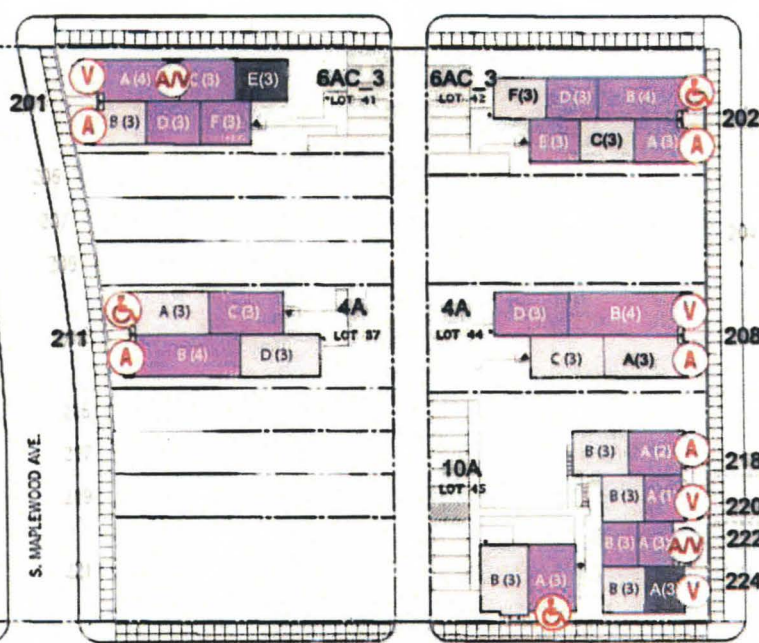 V A(4) A/V C(3) E(3)
201
A B(3) D(3) F(3)
6AC_3
LOT 41
6AC_3
LOT 42
F(3) D(3) B(4)
202
E(3) C(3) A(3) A
A(3) C(3)
211
A B(4) D(3)
4A
LOT 37
4A
LOT 44
D(3) B(4) V
208
C(3) A(3) A
S. MAPLEWOOD AVE.
10A
LOT 45
B(3) A(2) A
218
B(3) A(1) V
220
B(3) A(3) A/V
222
B(3) A(3) V
224
B(3) A(3)